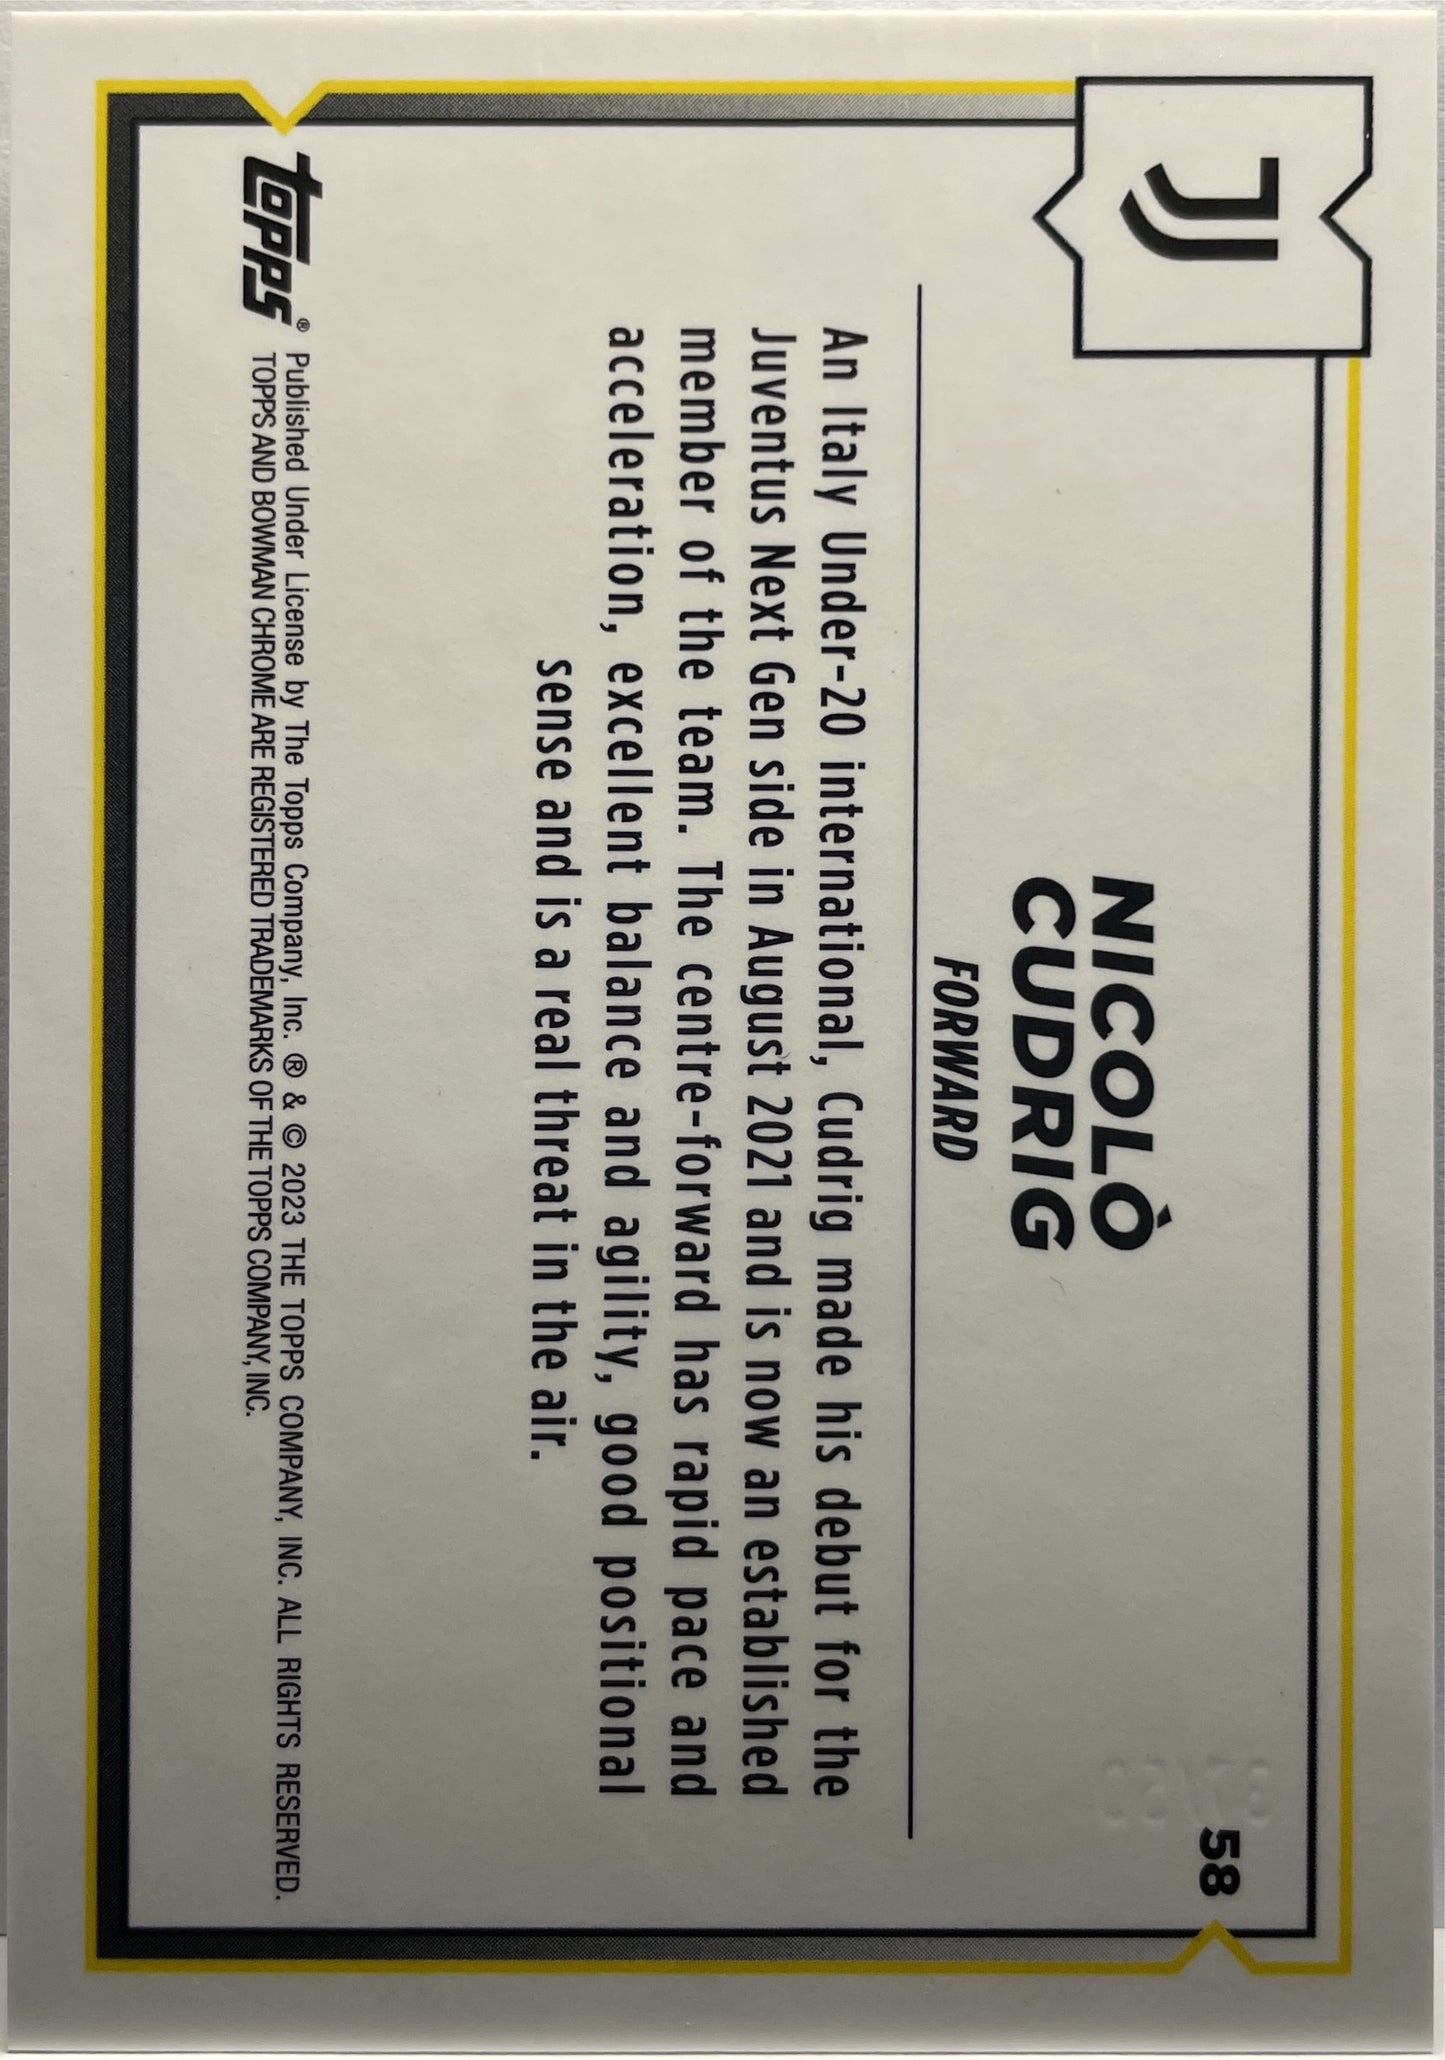 58
NICOLÒ
CUDRIG
FORWARD
An Italy Under-20 international, Cudrig made his debut for the
Juventus Next Gen side in August 2021 and is now an established
member of the team. The centre-forward has rapid pace and
acceleration, excellent balance and agility, good positional
sense and is a real threat in the air.
topps®
Published Under License by The Topps Company, Inc. ® & © 2023 THE TOPPS COMPANY, INC. ALL RIGHTS RESERVED.
TOPPS AND BOWMAN CHROME ARE REGISTERED TRADEMARKS OF THE TOPPS COMPANY, INC.